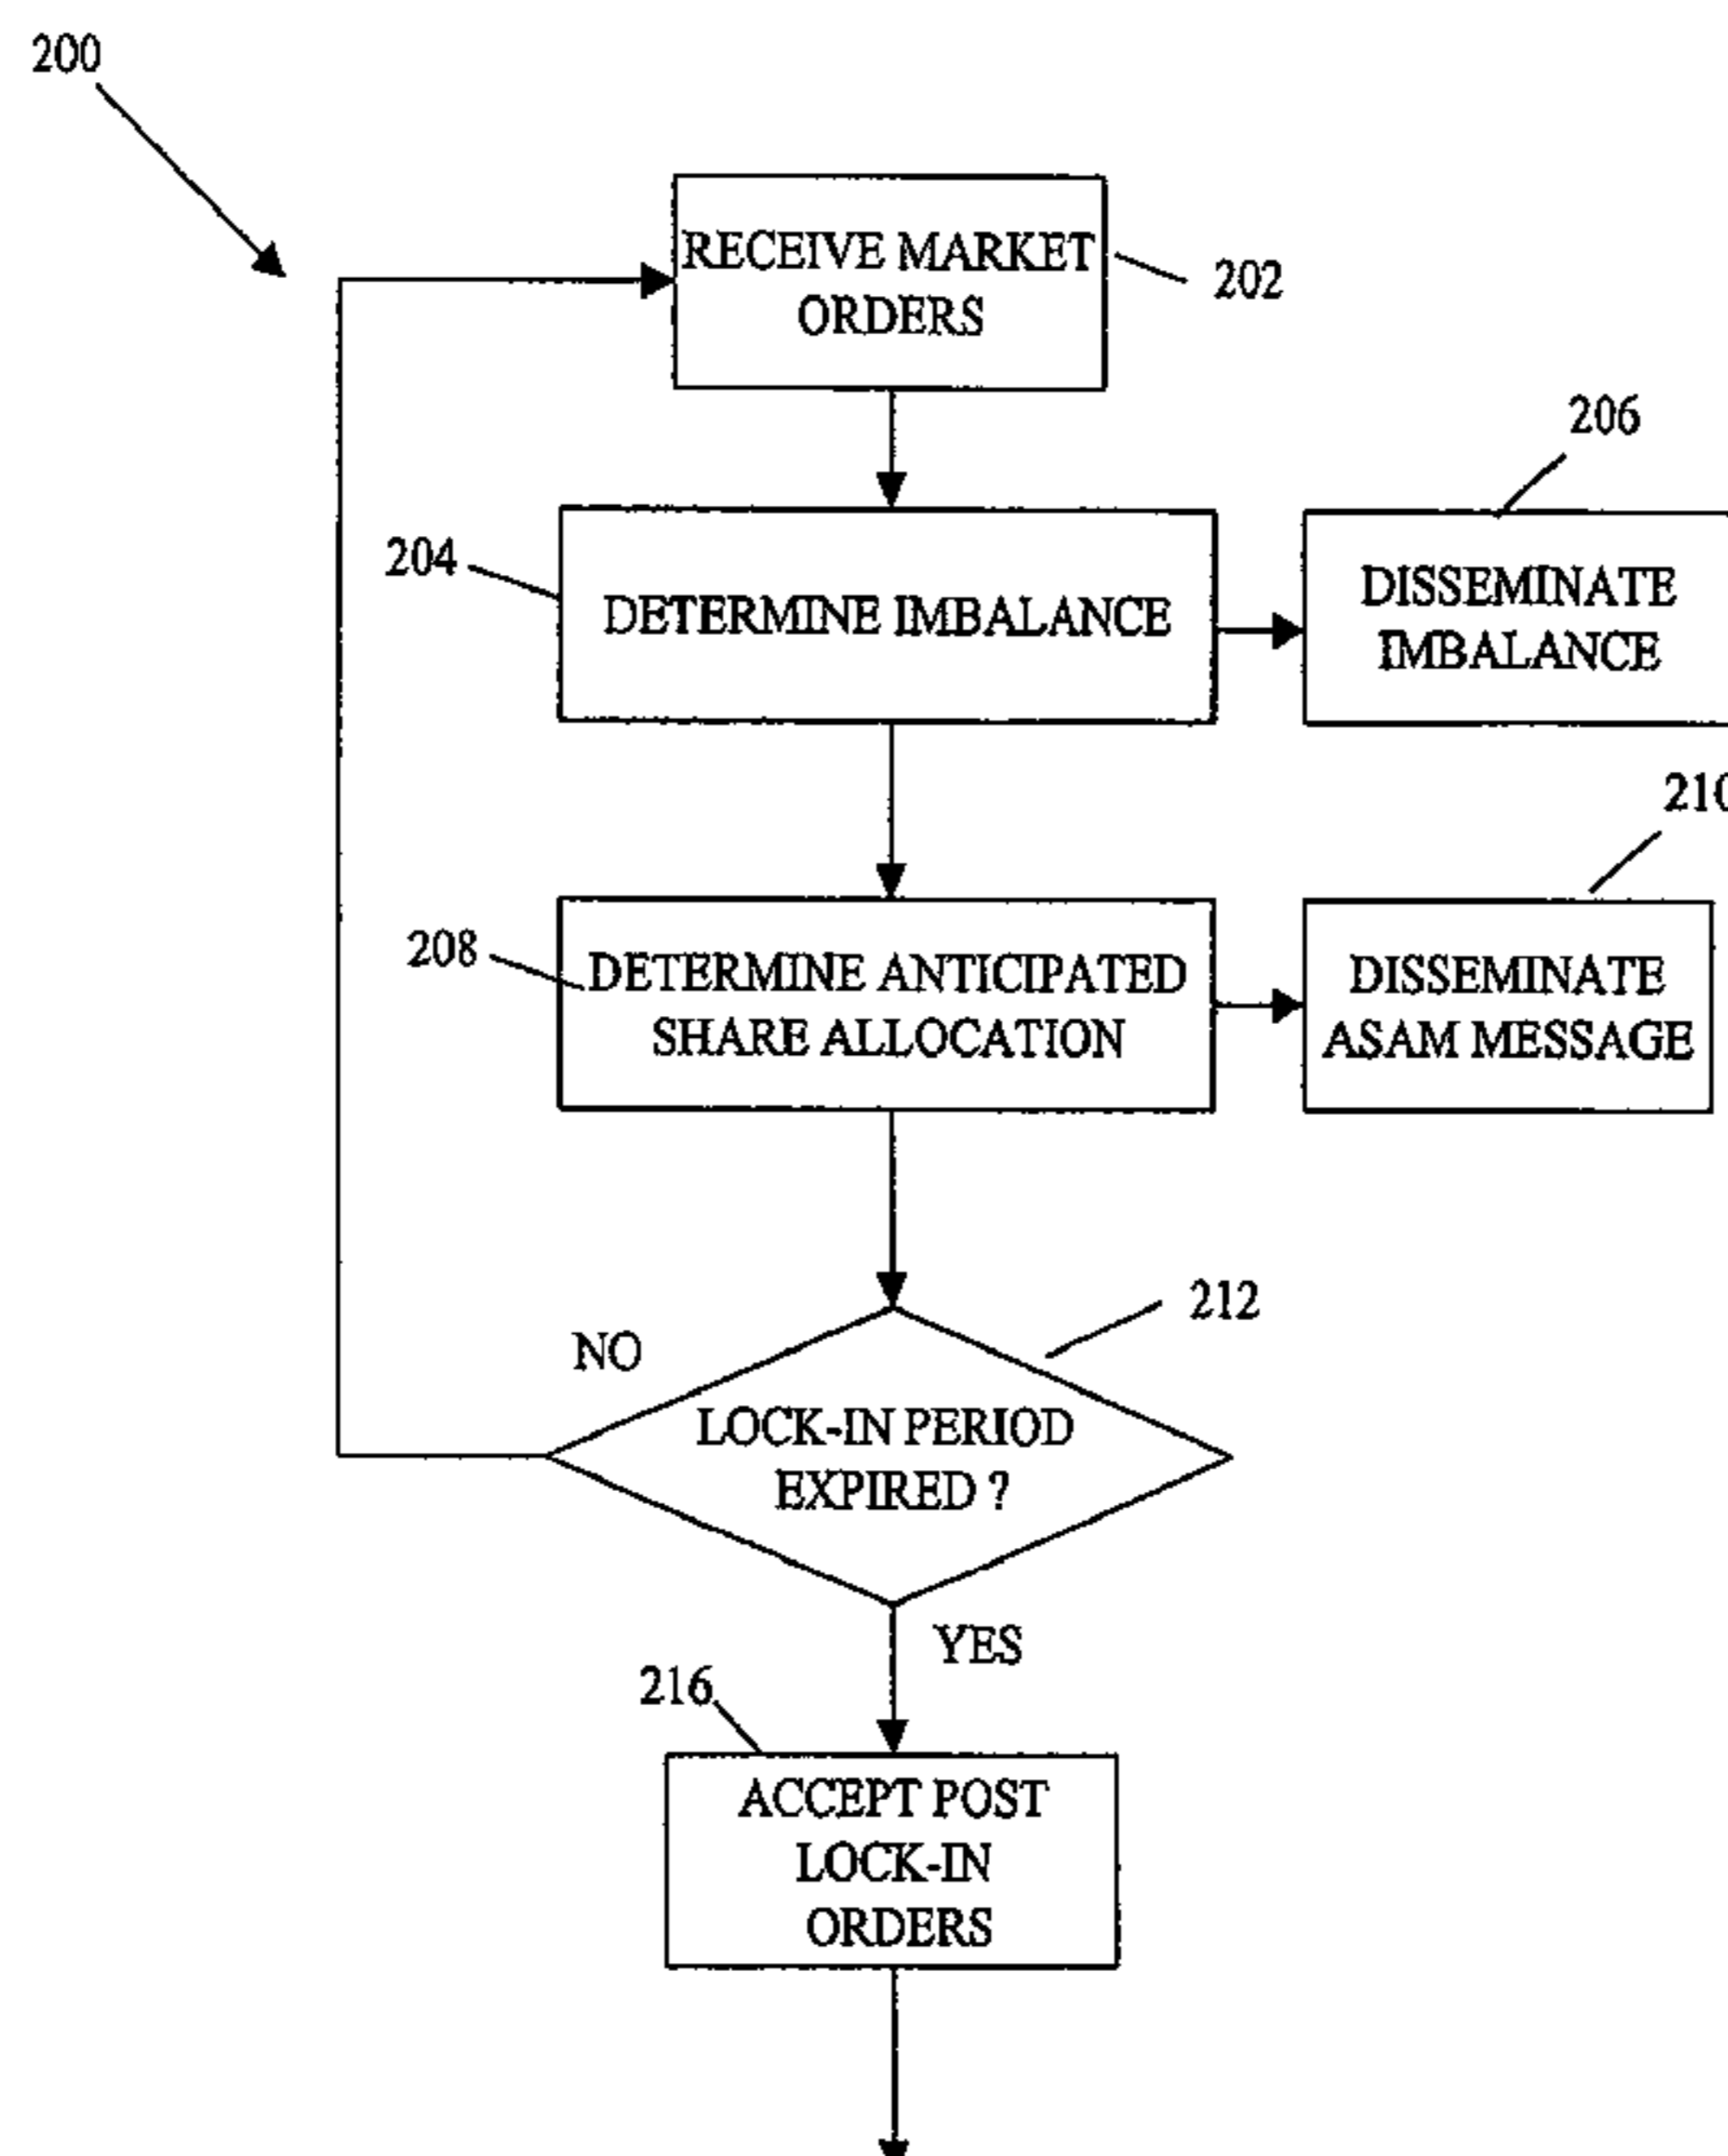 200
RECEIVE MARKET
ORDERS
202
206
204
DETERMINE IMBALANCE
DISSEMINATE
IMBALANCE
210
208
DETERMINE ANTICIPATED
SHARE ALLOCATION
DISSEMINATE
ASAM MESSAGE
212
NO
LOCK-IN PERIOD
EXPIRED ?
YES
216
ACCEPT POST
LOCK-IN
ORDERS